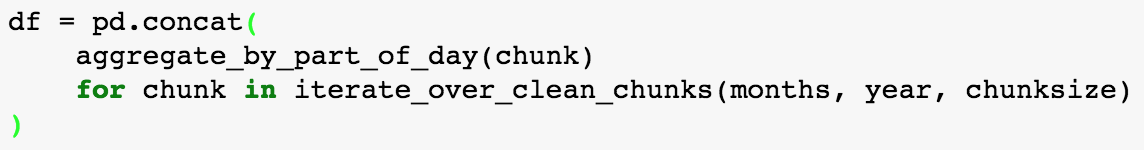 df = pd.concat(
    aggregate_by_part_of_day(chunk)
    for chunk in iterate_over_clean_chunks(months, year, chunksize)
)